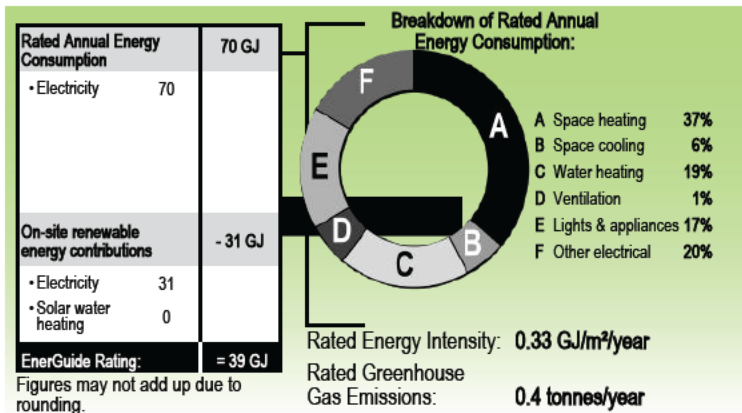 Rated Annual Energy
Consumption
70 GJ
• Electricity 70
On-site renewable
energy contributions
- 31 GJ
• Electricity 31
• Solar water
heating 0
EnerGuide Rating: = 39 GJ
Figures may not add up due to
rounding.
Breakdown of Rated Annual
Energy Consumption:
A
B
C
D
E
F
A Space heating 37%
B Space cooling 6%
C Water heating 19%
D Ventilation 1%
E Lights & appliances 17%
F Other electrical 20%
Rated Energy Intensity: 0.33 GJ/m²/year
Rated Greenhouse
Gas Emissions: 0.4 tonnes/year